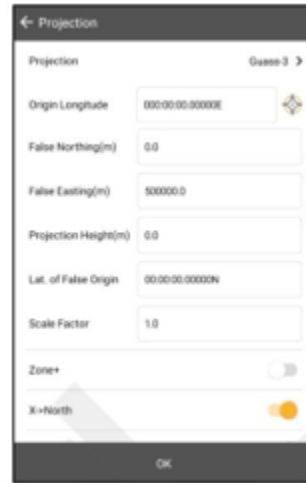 ← Projection
Projection Guass-3 >
Origin Longitude 000:00:00.00000E
False Northing(m) 0.0
False Easting(m) 500000.0
Projection Height(m) 0.0
Lat. of False Origin 00:00:00.00000N
Scale Factor 1.0
Zone+
X->North
OK